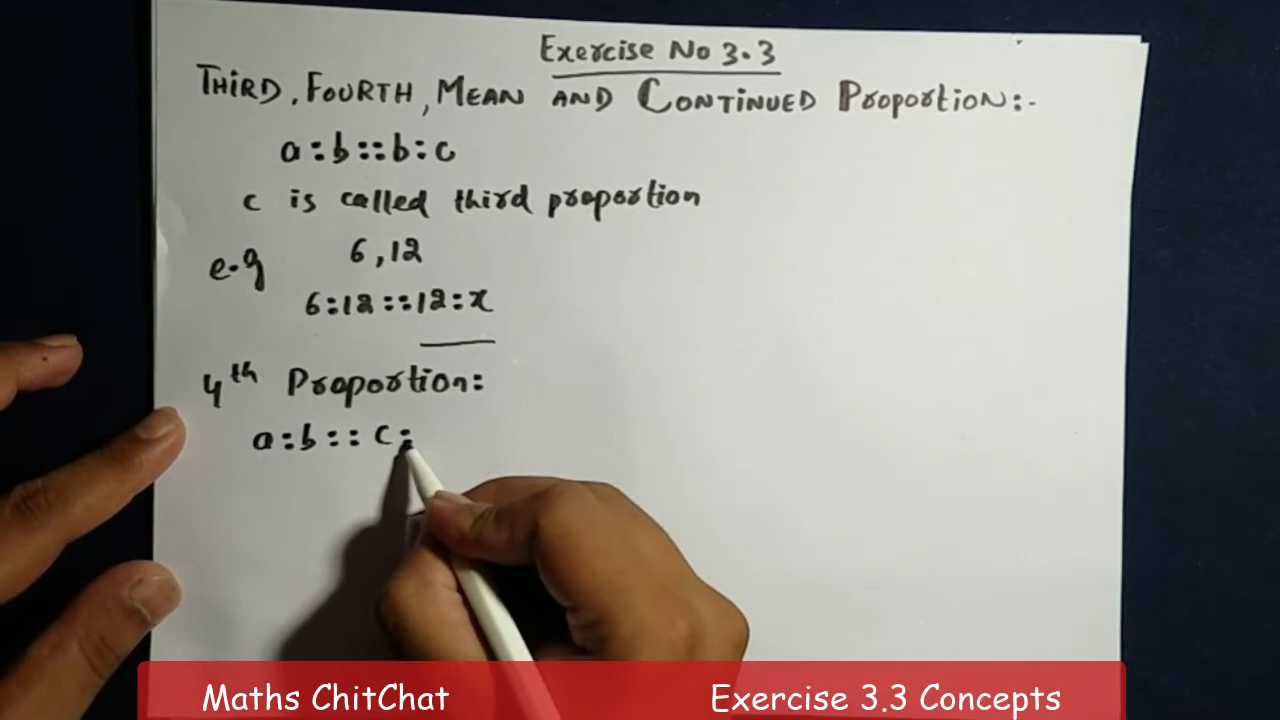 Exercise No 3.3
THIRD, FOURTH, MEAN AND CONTINUED PROPORTION:-
a:b::b:c
c is called third proportion
e.g 6,12
6:12::12:x
4th Proportion:
a:b::c:
Maths ChitChat Exercise 3.3 Concepts